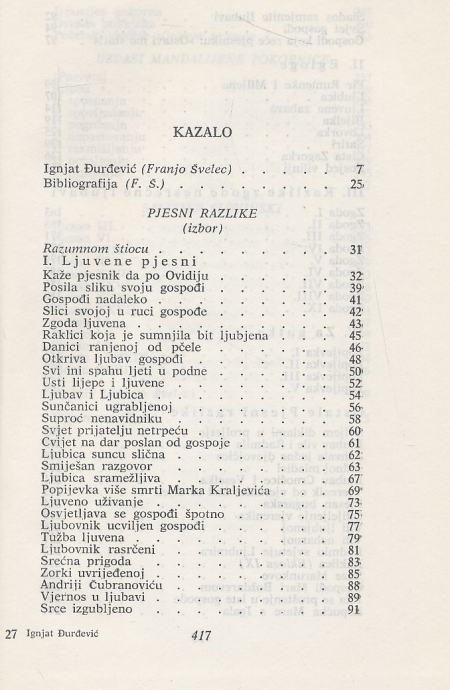 KAZALO
Ignjat Đurđević (Franjo Švelec) . . . . 7
Bibliografija (F. Š.) . . . . . . . 25
PJESNI RAZLIKE
(izbor)
Razumnom štiocu . . . . . . . . 31
I. Ljuvene pjesni
Kaže pjesnik da po Ovidiju . . . . . . 32
Posila sliku svoju gospođi . . . . . . 39
Gospođi nadaleko . . . . . . . . 41
Slici svojoj u ruci gospođe . . . . . . 42
Zgoda ljuvena . . . . . . . . . 43
Raklici koja je sumnjila bit ljubjena . . . . 45
Danici ranjenoj od pčele . . . . . . 46
Otkriva ljubav gospođi . . . . . . . 48
Svi ini spahu ljeti u podne . . . . . . 50
Usti lijepe i ljuvene . . . . . . . 52
Ljubav i Ljubica . . . . . . . . 54
Sunčanici ugrabljenoj . . . . . . . 56
Suproć nenavidniku . . . . . . . 58
Svjet prijatelju netrpeću . . . . . . 60
Cvijet na dar poslan od gospoje . . . . . 61
Ljubica suncu slična . . . . . . . 62
Smiješan razgovor . . . . . . . . 63
Ljubica sramežljiva . . . . . . . 67
Popijevka više smrti Marka Kraljevića . . . . 69
Ljuveno uživanje . . . . . . . . 73
Osvjetljava se gospođi špotno . . . . . 75
Ljubovnik ucviljen gospođi . . . . . . 77
Tužba ljuvena . . . . . . . . . 79
Ljubovnik rasrčeni . . . . . . . 81
Srećna prigoda . . . . . . . . 83
Zorki uvrijeđenoj . . . . . . . . 85
Andriji Čubranoviću . . . . . . . 88
Vjernos u ljubavi . . . . . . . . 89
Srce izgubljeno . . . . . . . . 91
27 Ignjat Đurđević
417